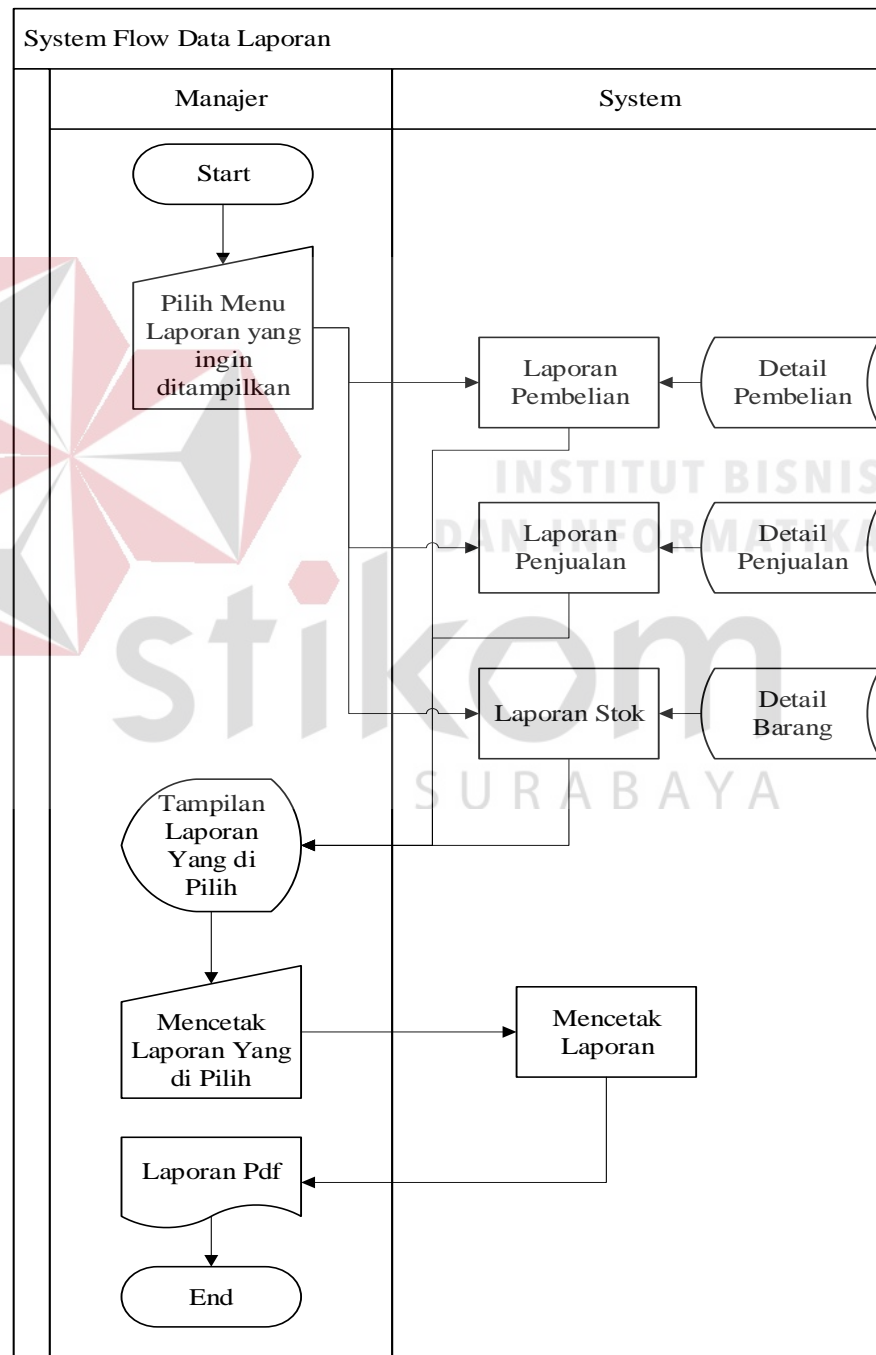 System Flow Data Laporan
Manajer
System
Start
Pilih Menu
Laporan yang
ingin
ditampilkan
Laporan
Pembelian
Detail
Pembelian
INSTITUT BISNIS
DAN INFORMATIKA
Laporan
Penjualan
Detail
Penjualan
stikom
Laporan Stok
Detail
Barang
SURABAYA
Tampilan
Laporan
Yang di
Pilih
Mencetak
Laporan Yang
di Pilih
Mencetak
Laporan
Laporan Pdf
End